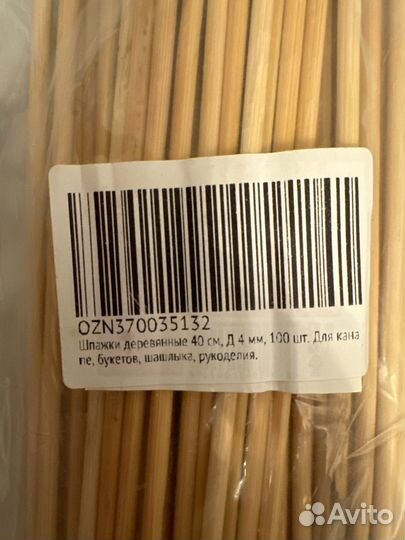 OZN370035132
Шпажки деревянные 40 см, Д 4 мм, 100 шт. Для кана
пе, букетов, шашлыка, рукоделия.
Avito